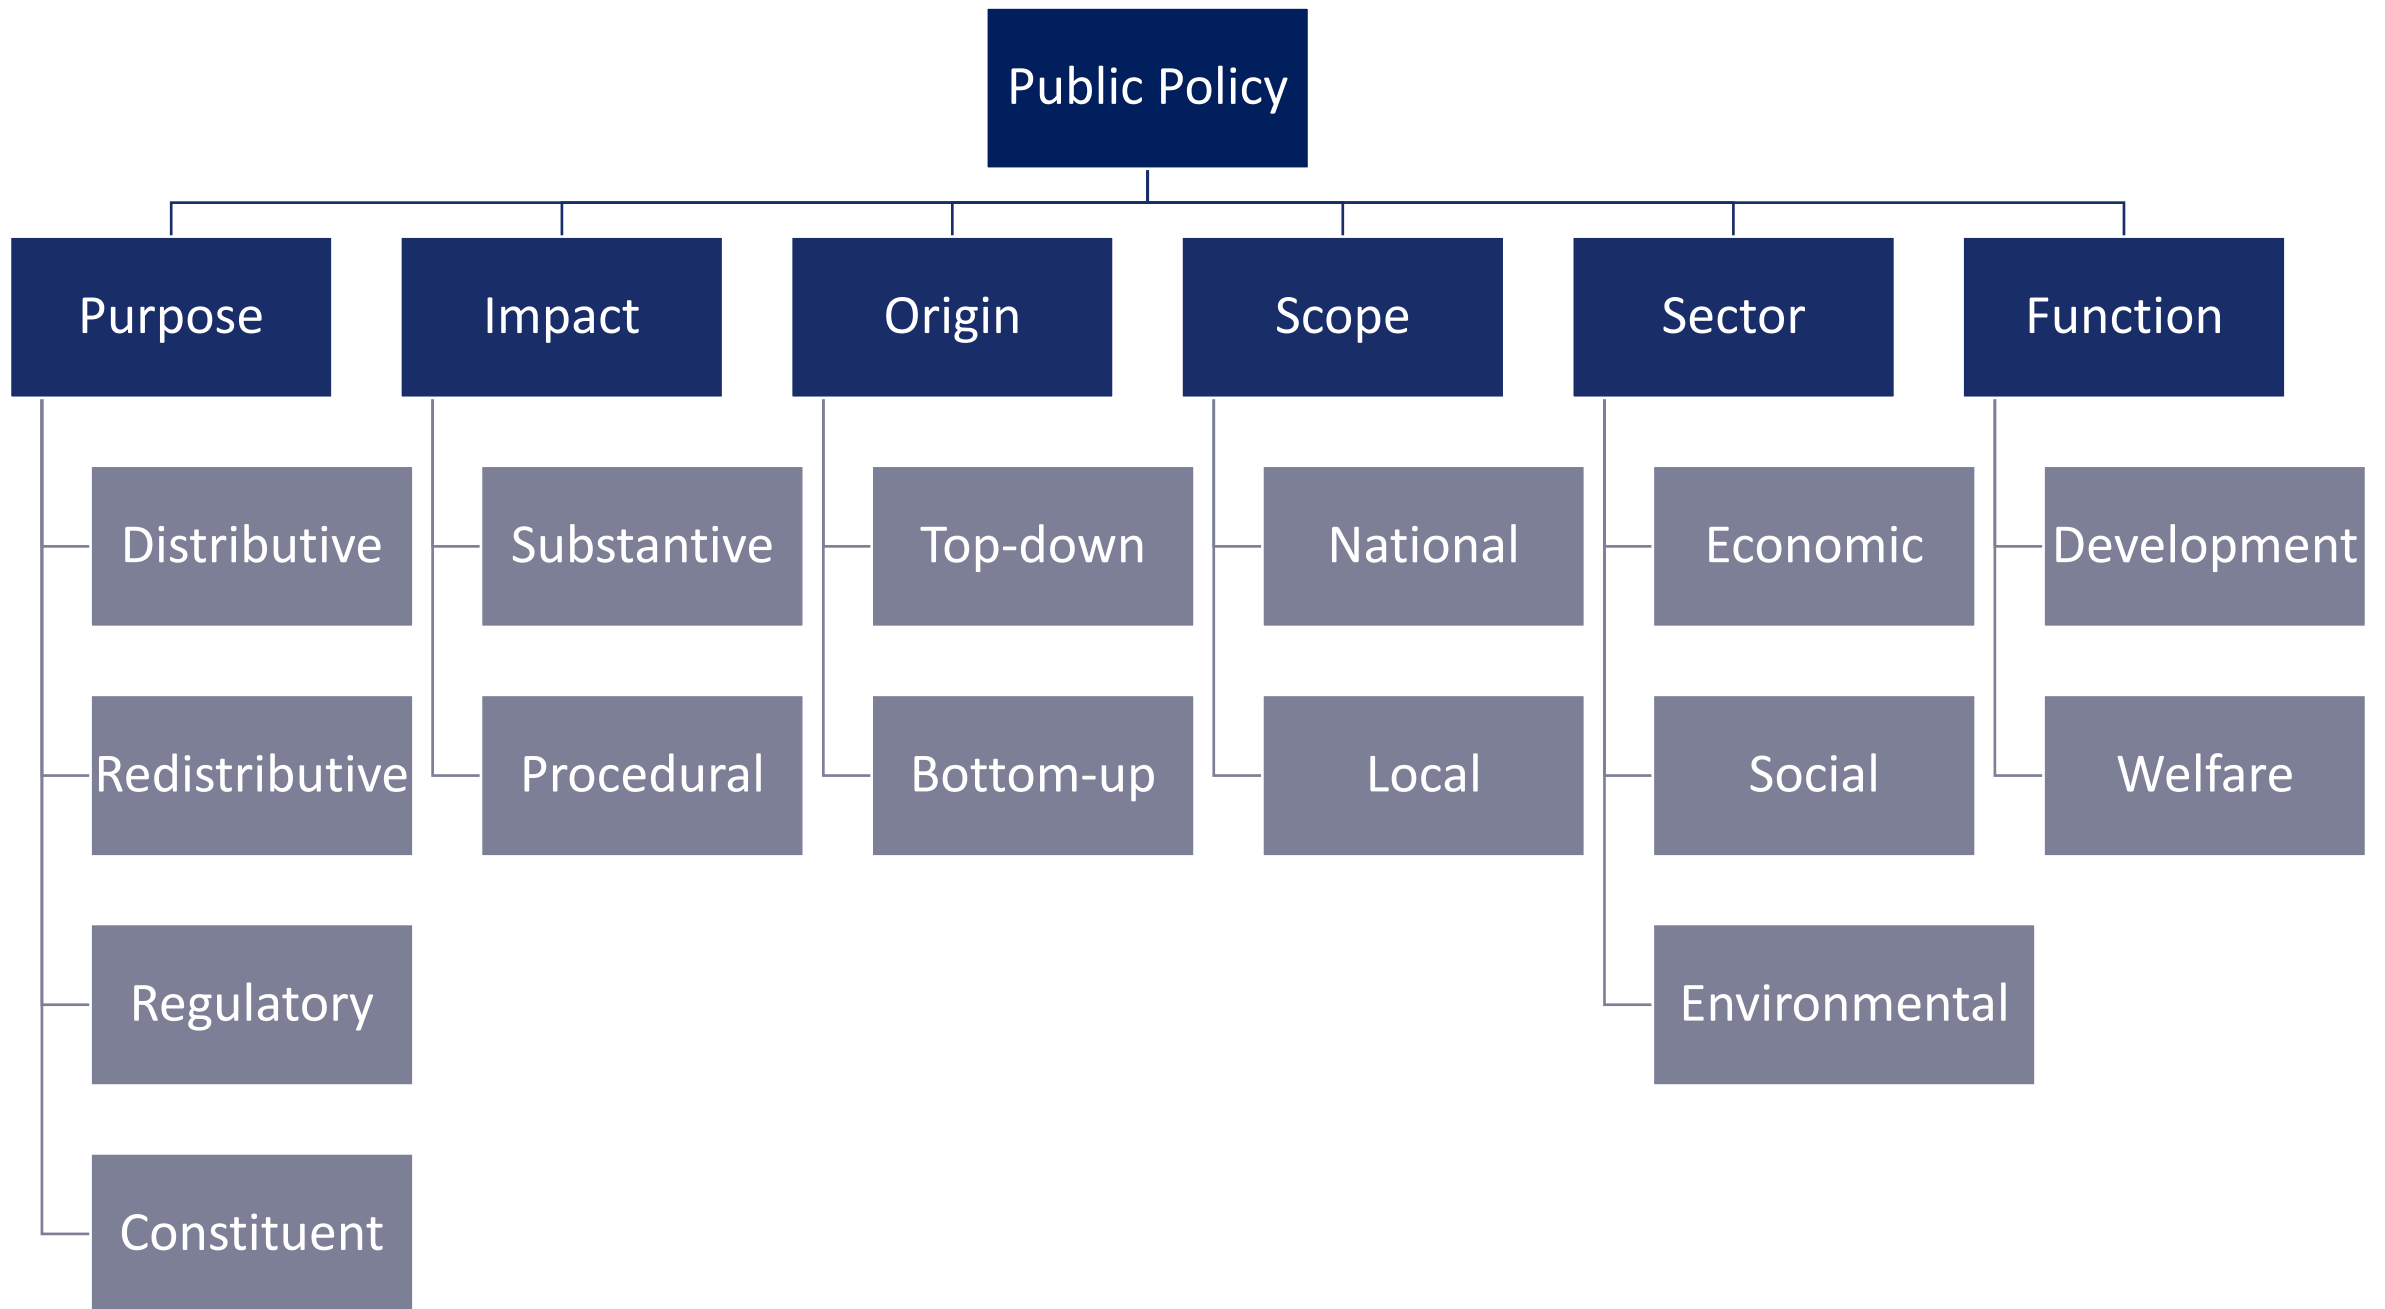 Public Policy
Purpose
Impact
Origin
Scope
Sector
Function
Distributive
Substantive
Top-down
National
Economic
Development
Redistributive
Procedural
Bottom-up
Local
Social
Welfare
Regulatory
Environmental
Constituent